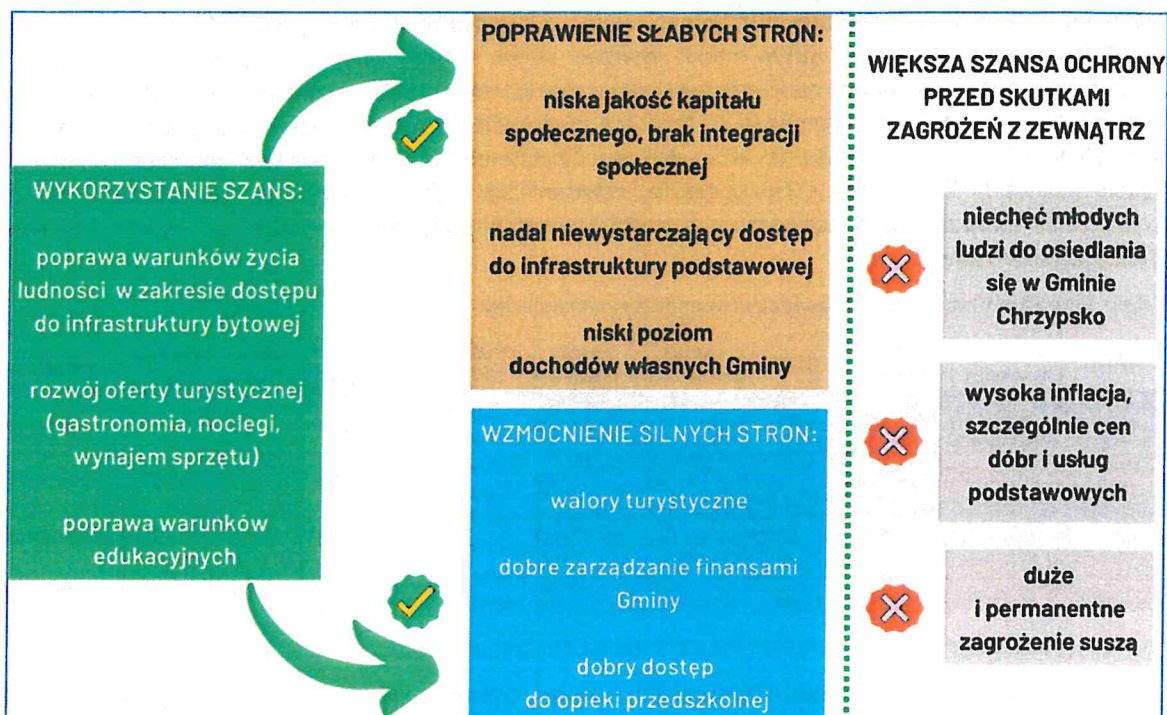 WYKORZYSTANIE SZANS:
poprawa warunków życia
ludności w zakresie dostępu
do infrastruktury bytowej
rozwój oferty turystycznej
(gastronomia, noclegi,
wynajem sprzętu)
poprawa warunków
edukacyjnych
POPRAWIENIE SŁABYCH STRON:
niska jakość kapitału
społecznego, brak integracji
społecznej
nadal niewystarczający dostęp
do infrastruktury podstawowej
niski poziom
dochodów własnych Gminy
WZMOCNIENIE SILNYCH STRON:
walory turystyczne
dobre zarządzanie finansami
Gminy
dobry dostęp
do opieki przedszkolnej
WIĘKSZA SZANSA OCHRONY
PRZED SKUTKAMI
ZAGROŻEŃ Z ZEWNĄTRZ
niechęć młodych
ludzi do osiedlania
się w Gminie
Chrzypsko
wysoka inflacja,
szczególnie cen
dóbr i usług
podstawowych
duże
i permanentne
zagrożenie suszą